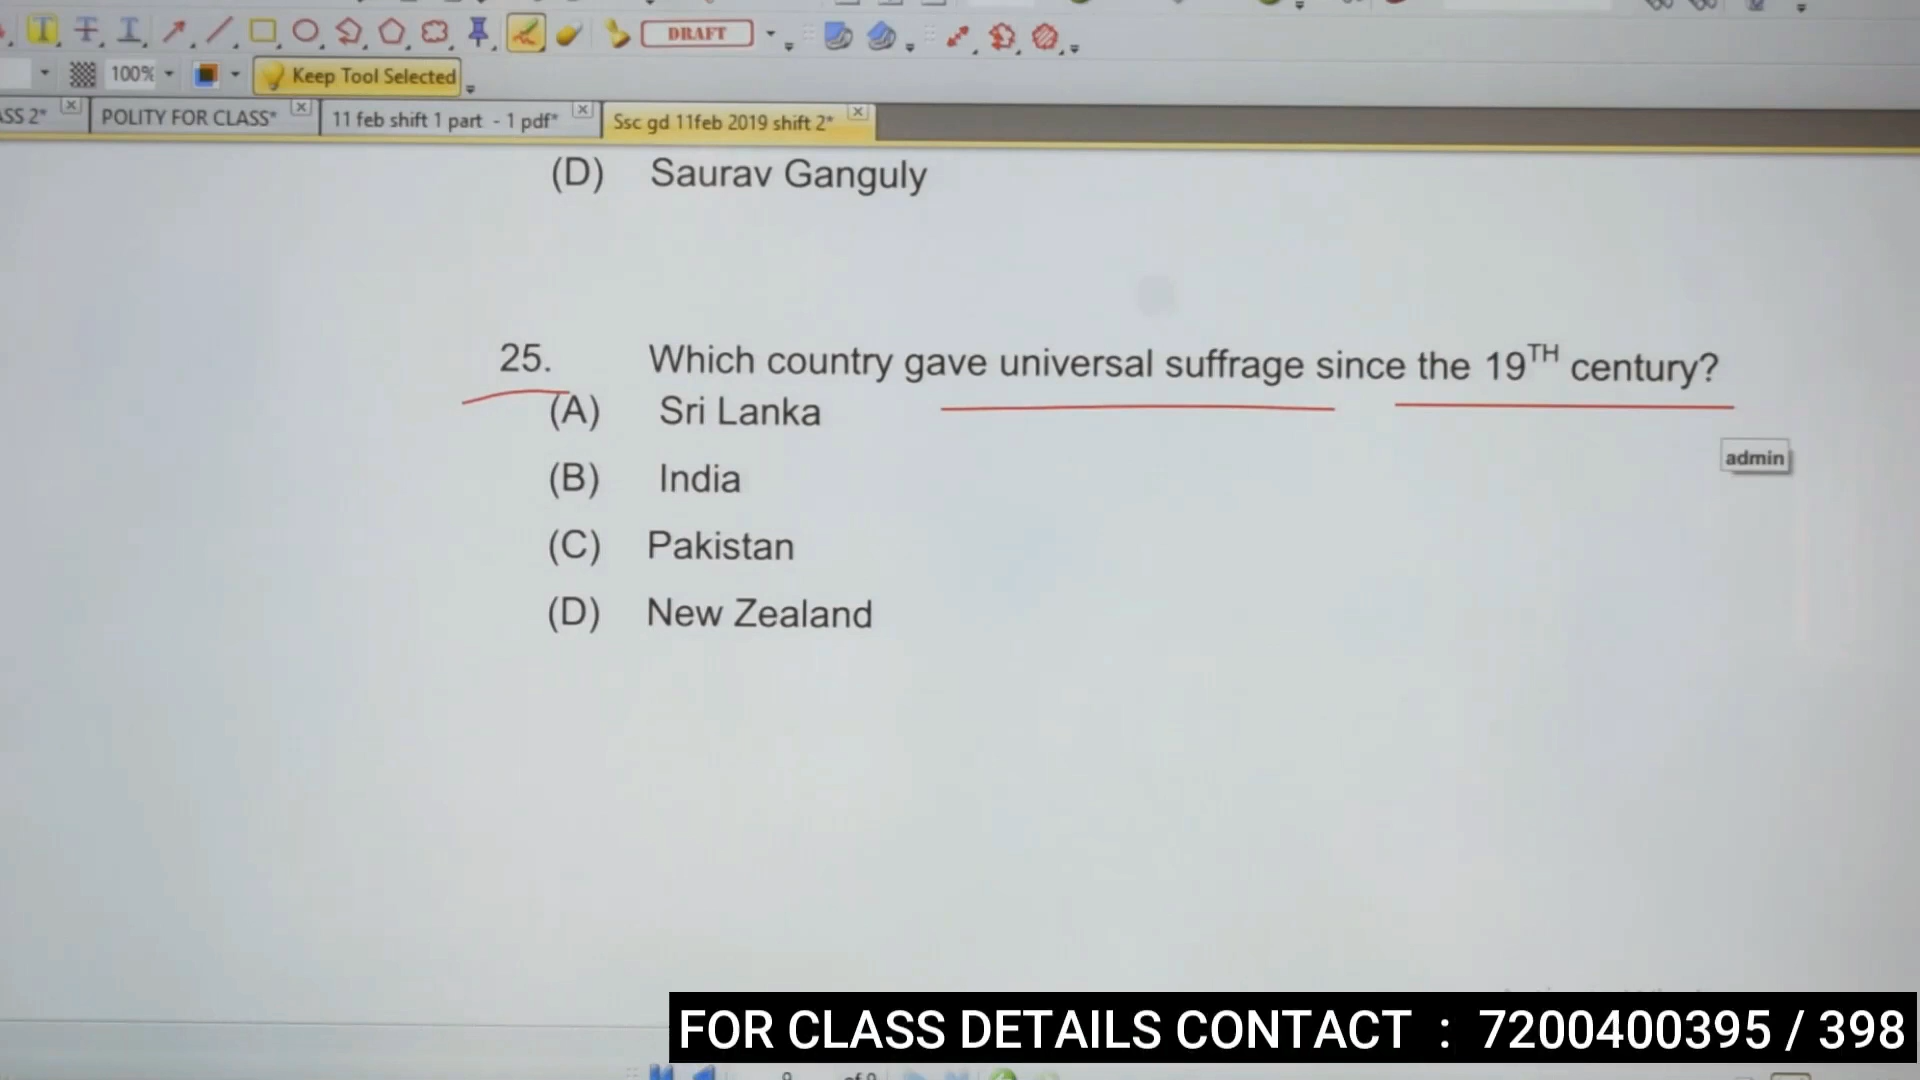 DRAFT
100% Keep Tool Selected
ASS 2* POLITY FOR CLASS* 11 feb shift 1 part - 1 pdf* Ssc gd 11feb 2019 shift 2*
(D) Saurav Ganguly
25. Which country gave universal suffrage since the 19TH century?
(A) Sri Lanka
admin
(B) India
(C) Pakistan
(D) New Zealand
FOR CLASS DETAILS CONTACT : 7200400395 / 398